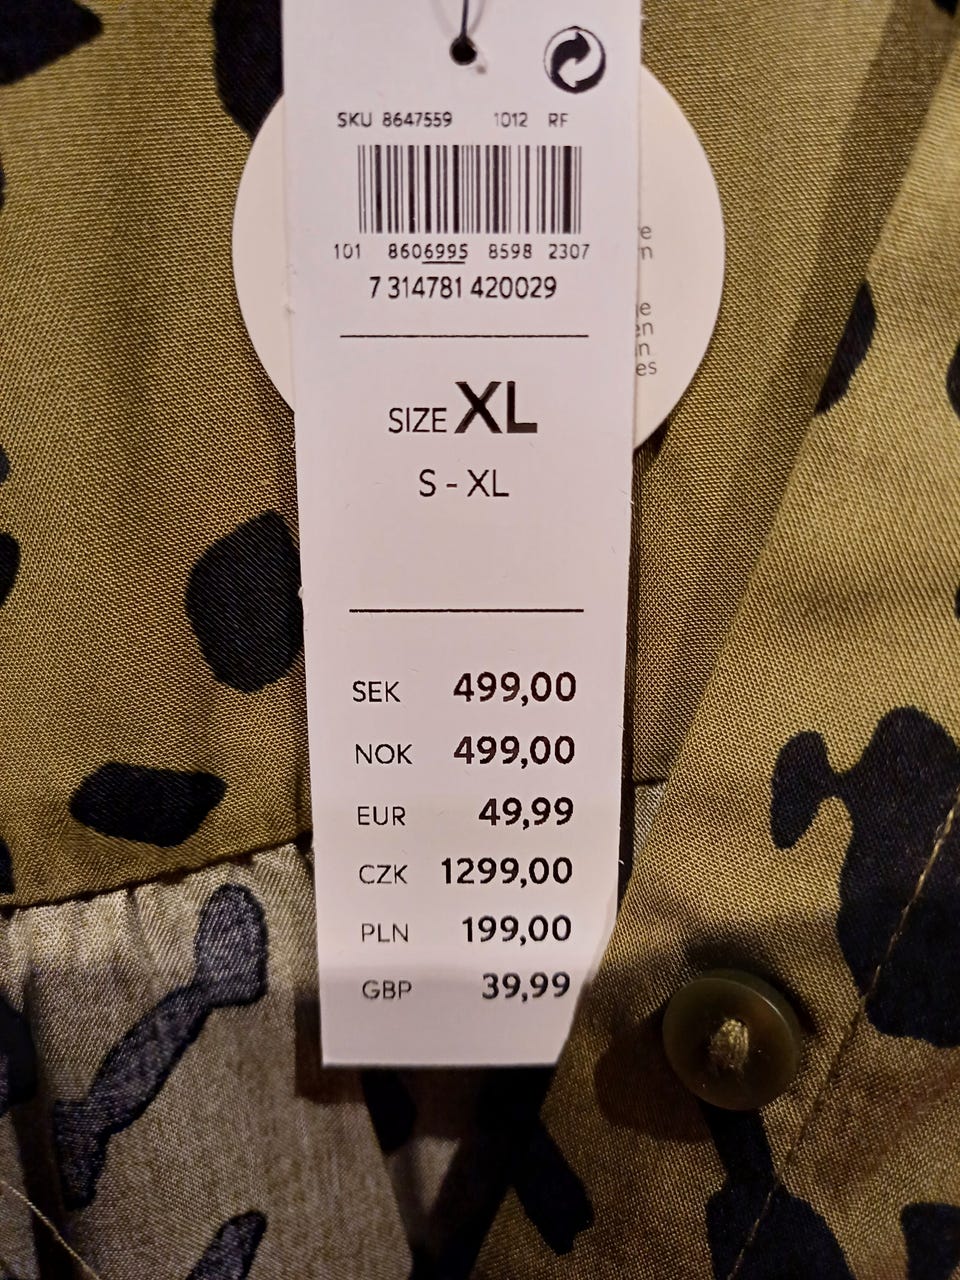 SKU 8647559 1012 RF
101 8606995 8598 2307
7 314781 420029
SIZE XL
S - XL
SEK 499,00
NOK 499,00
EUR 49,99
CZK 1299,00
PLN 199,00
GBP 39,99